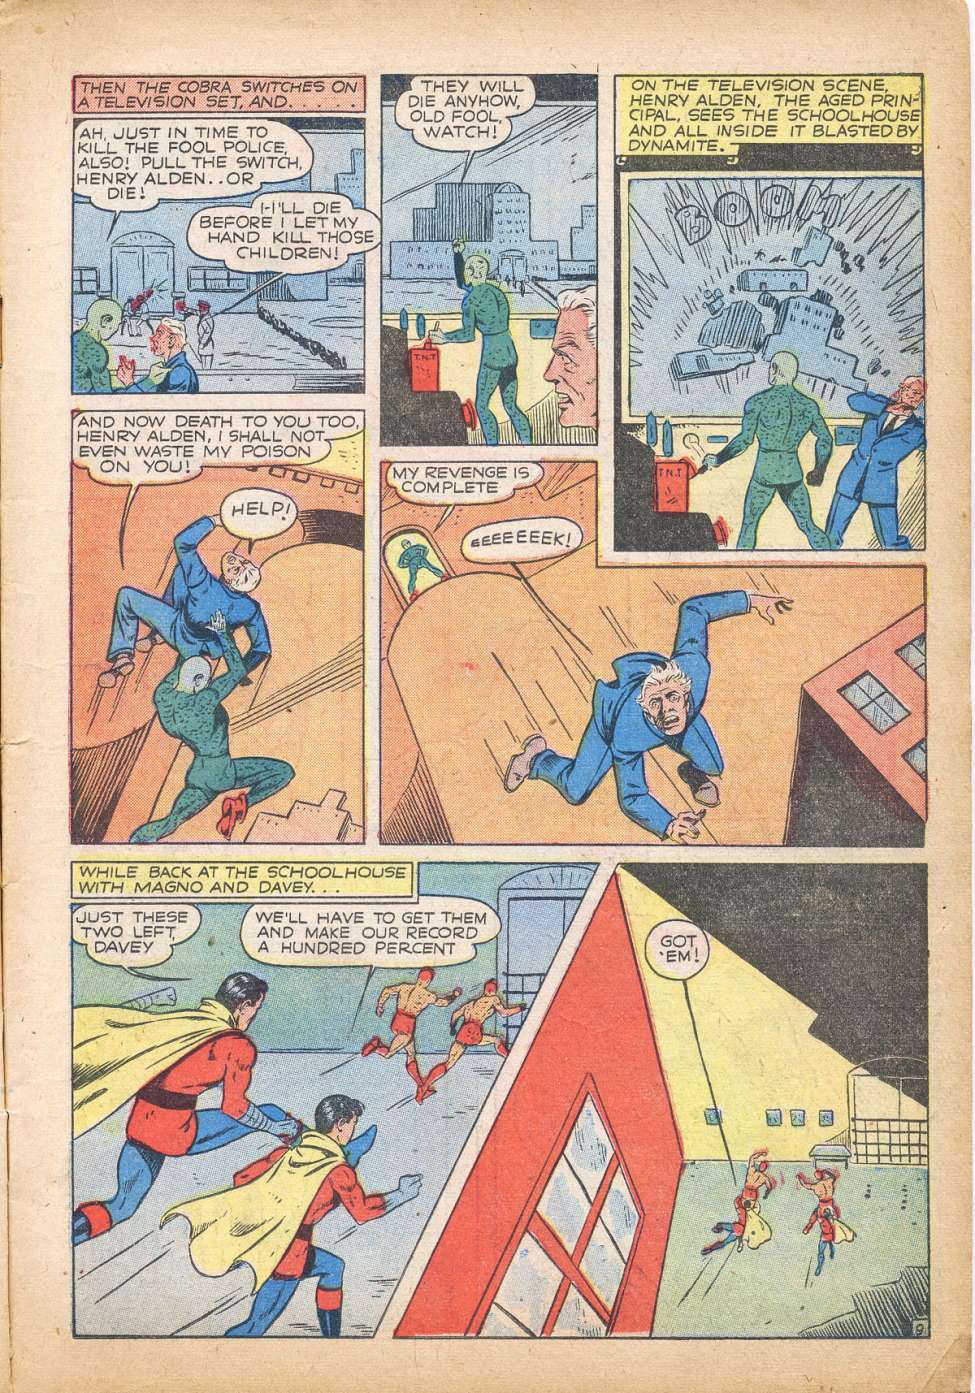 THEN THE COBRA SWITCHES ON
A TELEVISION SET, AND.....
AH, JUST IN TIME TO
KILL THE FOOL POLICE,
ALSO! PULL THE SWITCH,
HENRY ALDEN..OR
DIE!
I-I'LL DIE
BEFORE I LET MY
HAND KILL THOSE
CHILDREN!
THEY WILL
DIE ANYHOW,
OLD FOOL,
WATCH!
T.N.T
ON THE TELEVISION SCENE,
HENRY ALDEN, THE AGED PRIN-
CIPAL, SEES THE SCHOOLHOUSE
AND ALL INSIDE IT BLASTED BY
DYNAMITE.
BOOM
T.N.T
AND NOW DEATH TO YOU TOO,
HENRY ALDEN, I SHALL NOT
EVEN WASTE MY POISON
ON YOU!
HELP!
MY REVENGE IS
COMPLETE
EEEEEEEEK!
WHILE BACK AT THE SCHOOLHOUSE
WITH MAGNO AND DAVEY...
JUST THESE
TWO LEFT,
DAVEY
WE'LL HAVE TO GET THEM
AND MAKE OUR RECORD
A HUNDRED PERCENT
GOT
'EM!
9